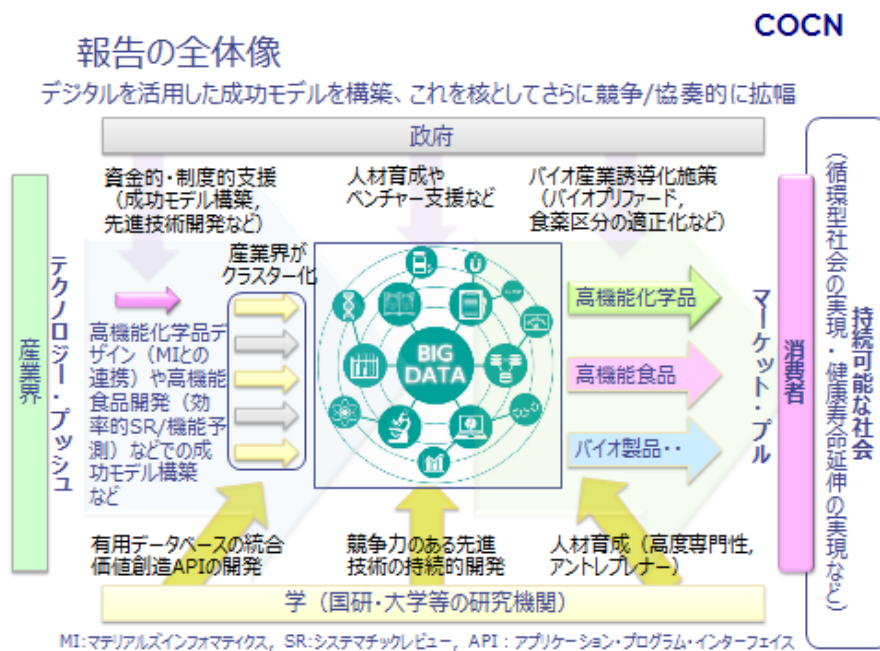 COCN
報告の全体像
デジタルを活用した成功モデルを構築、これを核としてさらに競争/協奏的に拡幅
政府
資金的・制度的支援
（成功モデル構築,
先進技術開発など）
人材育成や
ベンチャー支援など
バイオ産業誘導化施策
（バイオプリファード,
食薬区分の適正化など）
産業界
テクノロジー・プッシュ
高機能化学品デ
ザイン（MIとの
連携）や高機能
食品開発（効
率的SR/機能予
測）などでの成
功モデル構築
など
産業界が
クラスター化
BIG
DATA
高機能化学品
高機能食品
バイオ製品・・
マーケット・プル
消費者
持続可能な社会
（循環型社会の実現・健康寿命延伸の実現など）
有用データベースの統合
価値創造APIの開発
競争力のある先進
技術の持続的開発
人材育成（高度専門性,
アントレプレナー）
学（国研・大学等の研究機関）
MI:マテリアルズインフォマティクス, SR:システマチックレビュー, API：アプリケーション・プログラム・インターフェイス